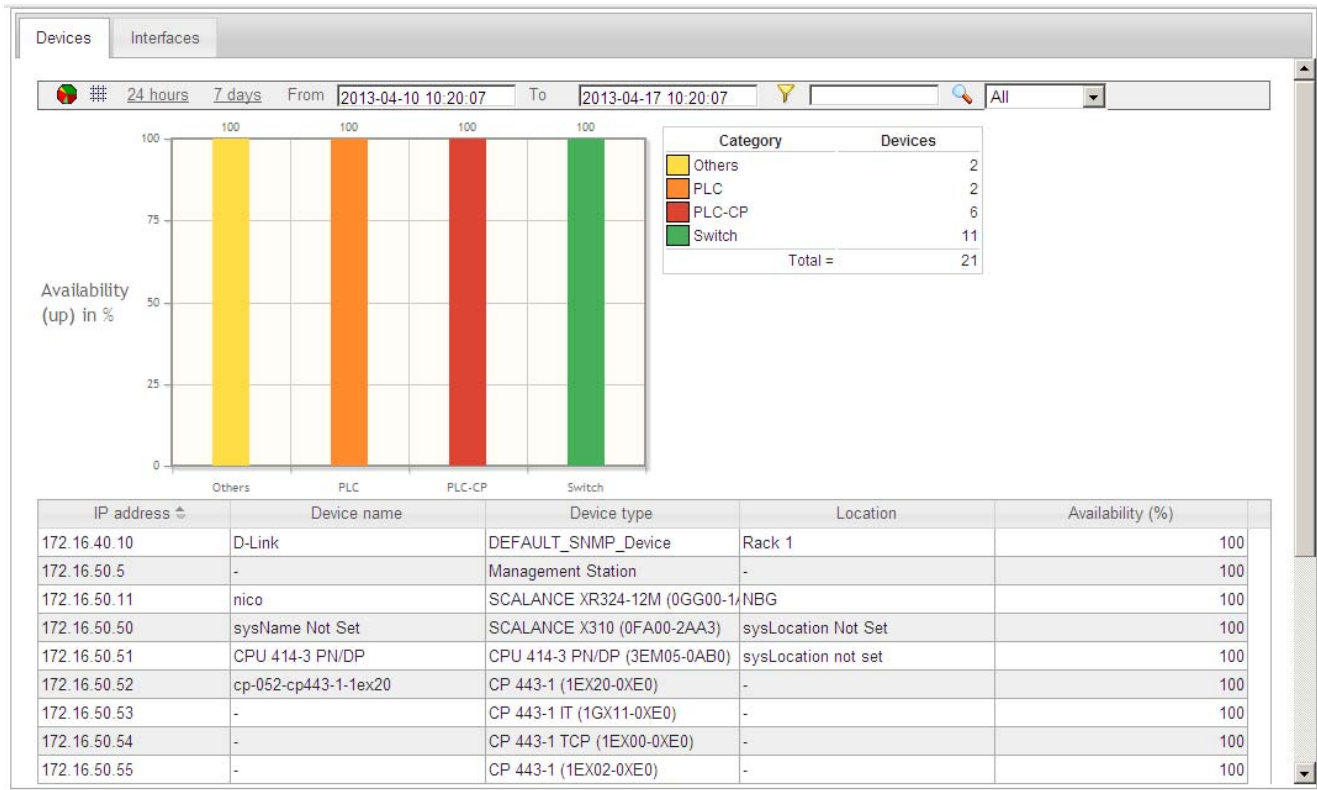 Devices Interfaces
24 hours 7 days From 2013-04-10 10:20:07 To 2013-04-17 10:20:07 All
100 100 100 100
100
75
Availability
(up) in %
50
25
0
Others PLC PLC-CP Switch
Category Devices
Others 2
PLC 2
PLC-CP 6
Switch 11
Total = 21
IP address Device name Device type Location Availability (%)
172.16.40.10 D-Link DEFAULT_SNMP_Device Rack 1 100
172.16.50.5 - Management Station - 100
172.16.50.11 nico SCALANCE XR324-12M (0GG00-1A NBG 100
172.16.50.50 sysName Not Set SCALANCE X310 (0FA00-2AA3) sysLocation Not Set 100
172.16.50.51 CPU 414-3 PN/DP CPU 414-3 PN/DP (3EM05-0AB0) sysLocation not set 100
172.16.50.52 cp-052-cp443-1-1ex20 CP 443-1 (1EX20-0XE0) - 100
172.16.50.53 - CP 443-1 IT (1GX11-0XE0) - 100
172.16.50.54 - CP 443-1 TCP (1EX00-0XE0) - 100
172.16.50.55 - CP 443-1 (1EX02-0XE0) - 100